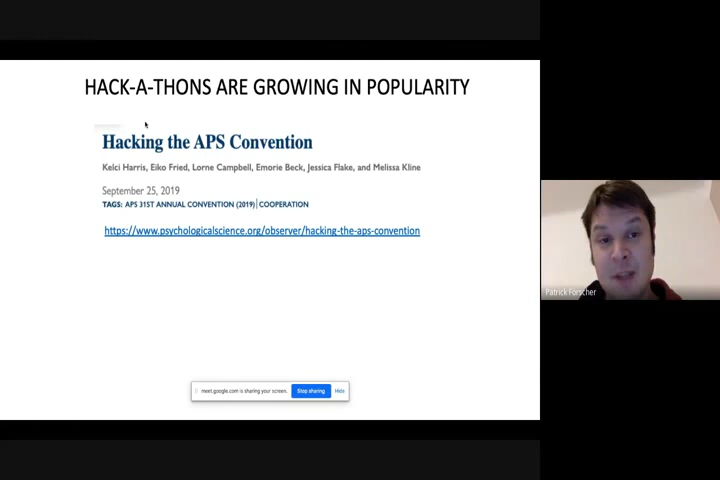 HACK-A-THONS ARE GROWING IN POPULARITY
Hacking the APS Convention
Kelci Harris, Eiko Fried, Lorne Campbell, Emorie Beck, Jessica Flake, and Melissa Kline
September 25, 2019
TAGS: APS 31ST ANNUAL CONVENTION (2019) | COOPERATION
https://www.psychologicalscience.org/observer/hacking-the-aps-convention
Patrick Forscher
meet.google.com is sharing your screen. Stop sharing Hide